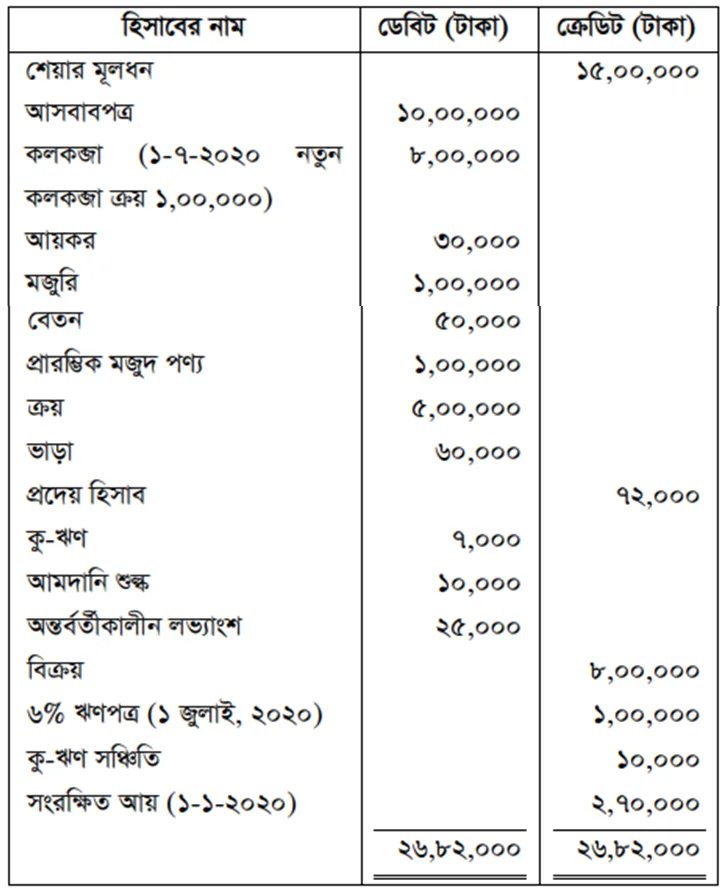 হিসাবের নাম ডেবিট (টাকা) ক্রেডিট (টাকা)
শেয়ার মূলধন ১৫,০০,০০০
আসবাবপত্র ১০,০০,০০০
কলকজা (১-৭-২০২০ নতুন ৮,০০,০০০
কলকজা ক্রয় ১,০০,০০০)
আয়কর ৩০,০০০
মজুরি ১,০০,০০০
বেতন ৫০,০০০
প্রারম্ভিক মজুদ পণ্য ১,০০,০০০
ক্রয় ৫,০০,০০০
ভাড়া ৬০,০০০
প্রদেয় হিসাব ৭২,০০০
কু-ঋণ ৭,০০০
আমদানি শুল্ক ১০,০০০
অন্তর্বর্তীকালীন লভ্যাংশ ২৫,০০০
বিক্রয় ৮,০০,০০০
৬% ঋণপত্র (১ জুলাই, ২০২০) ১,০০,০০০
কু-ঋণ সঞ্চিতি ১০,০০০
সংরক্ষিত আয় (১-১-২০২০) ২,৭০,০০০
২৬,৮২,০০০ ২৬,৮২,০০০